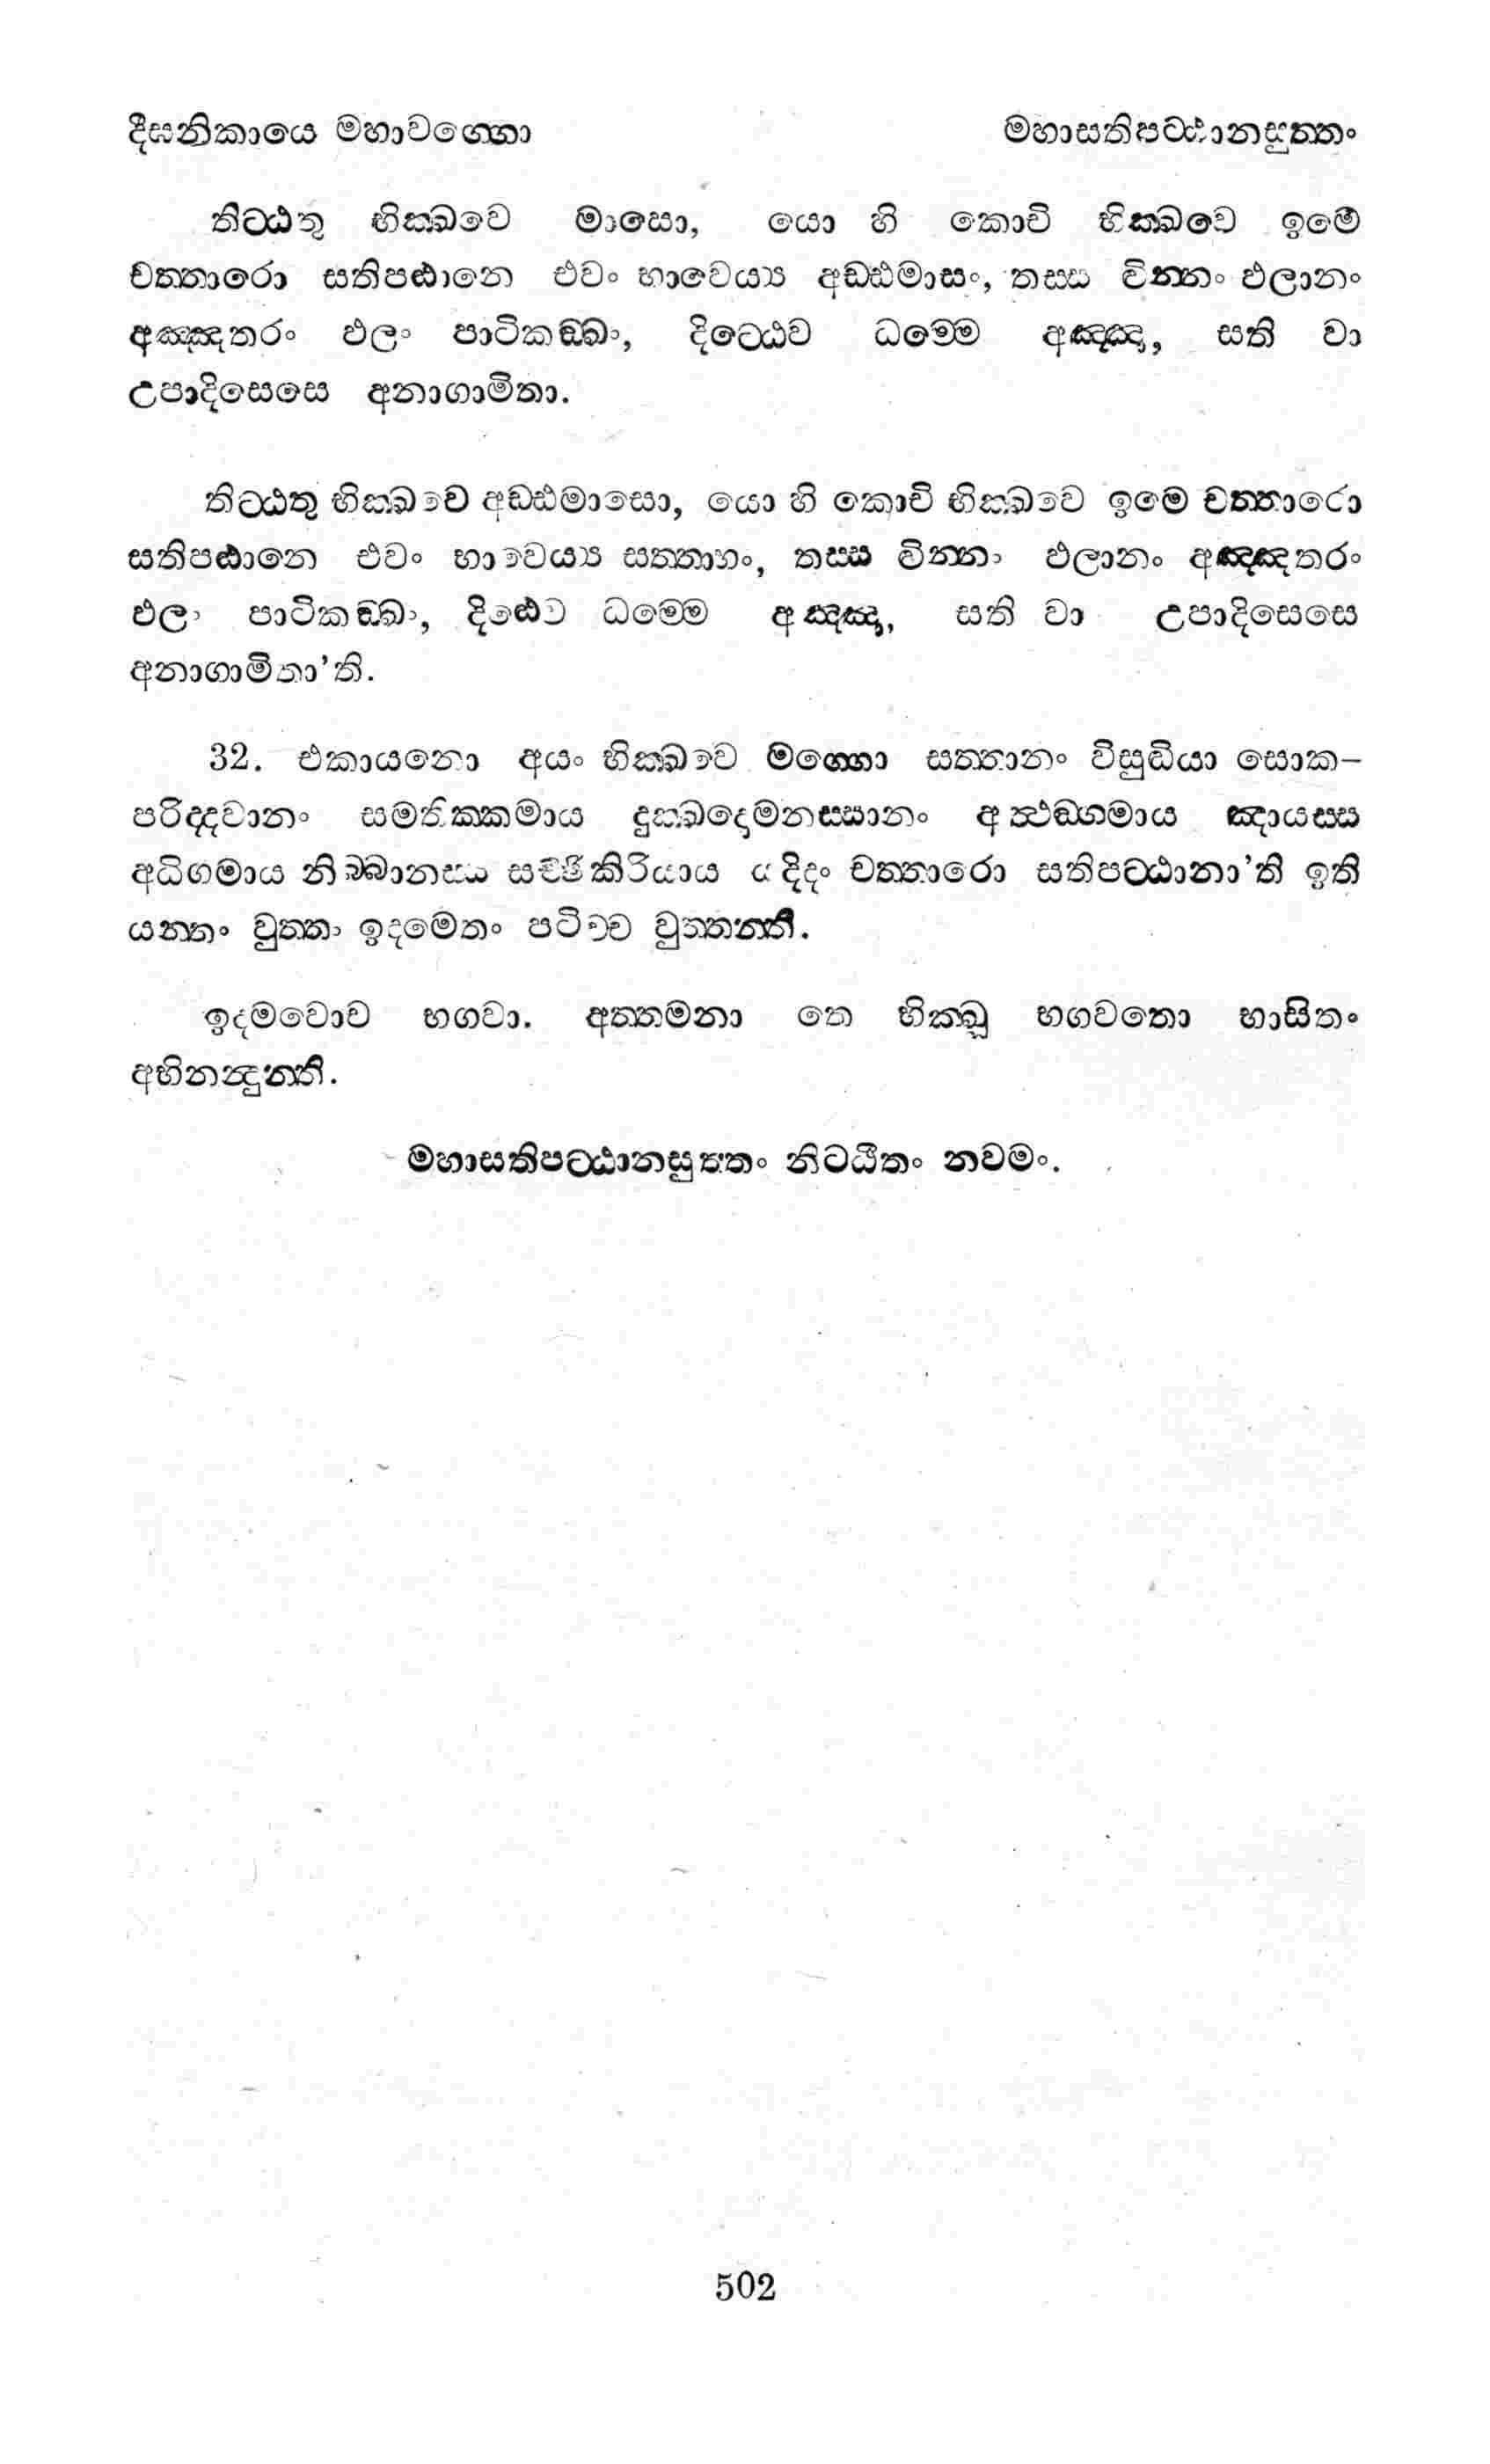 දීඝනිකායෙ මහාවග්ගො මහාසතිපට්ඨානසුත්තං
තිට්ඨතු භික්ඛවෙ මාසො, යො හි කොචි භික්ඛවෙ ඉමෙ
චත්තාරො සතිපට්ඨානෙ එවං භාවෙය්‍ය අඩ්ඪමාසං, තස්ස ද්වින්නං ඵලානං
අඤ්ඤතරං ඵලං පාටිකඞ්ඛං, දිට්ඨෙව ධම්මෙ අඤ්ඤා, සති වා
උපාදිසෙසෙ අනාගාමිතා.
තිට්ඨතු භික්ඛවෙ අඩ්ඪමාසො, යො හි කොචි භික්ඛවෙ ඉමෙ චත්තාරො
සතිපට්ඨානෙ එවං භාවෙය්‍ය සත්තාහං, තස්ස ද්වින්නං ඵලානං අඤ්ඤතරං
ඵලං පාටිකඞ්ඛං, දිට්ඨෙව ධම්මෙ අඤ්ඤා, සති වා උපාදිසෙසෙ
අනාගාමිතා’ති.
32. එකායනො අයං භික්ඛවෙ මග්ගො සත්තානං විසුද්ධියා සොක-
පරිද්දවානං සමතික්කමාය දුක්ඛදොමනස්සානං අත්ථඞ්ගමාය ඤායස්ස
අධිගමාය නිබ්බානස්ස සච්ඡිකිරියාය යදිදං චත්තාරො සතිපට්ඨානා’ති ඉති
යන්තං වුත්තං ඉදමෙතං පටිච්ච වුත්තන්ති.
ඉදමවොච භගවා. අත්තමනා තෙ භික්ඛූ භගවතො භාසිතං
අභිනන්දුන්ති.
මහාසතිපට්ඨානසුත්තං නිට්ඨිතං නවමං.
502